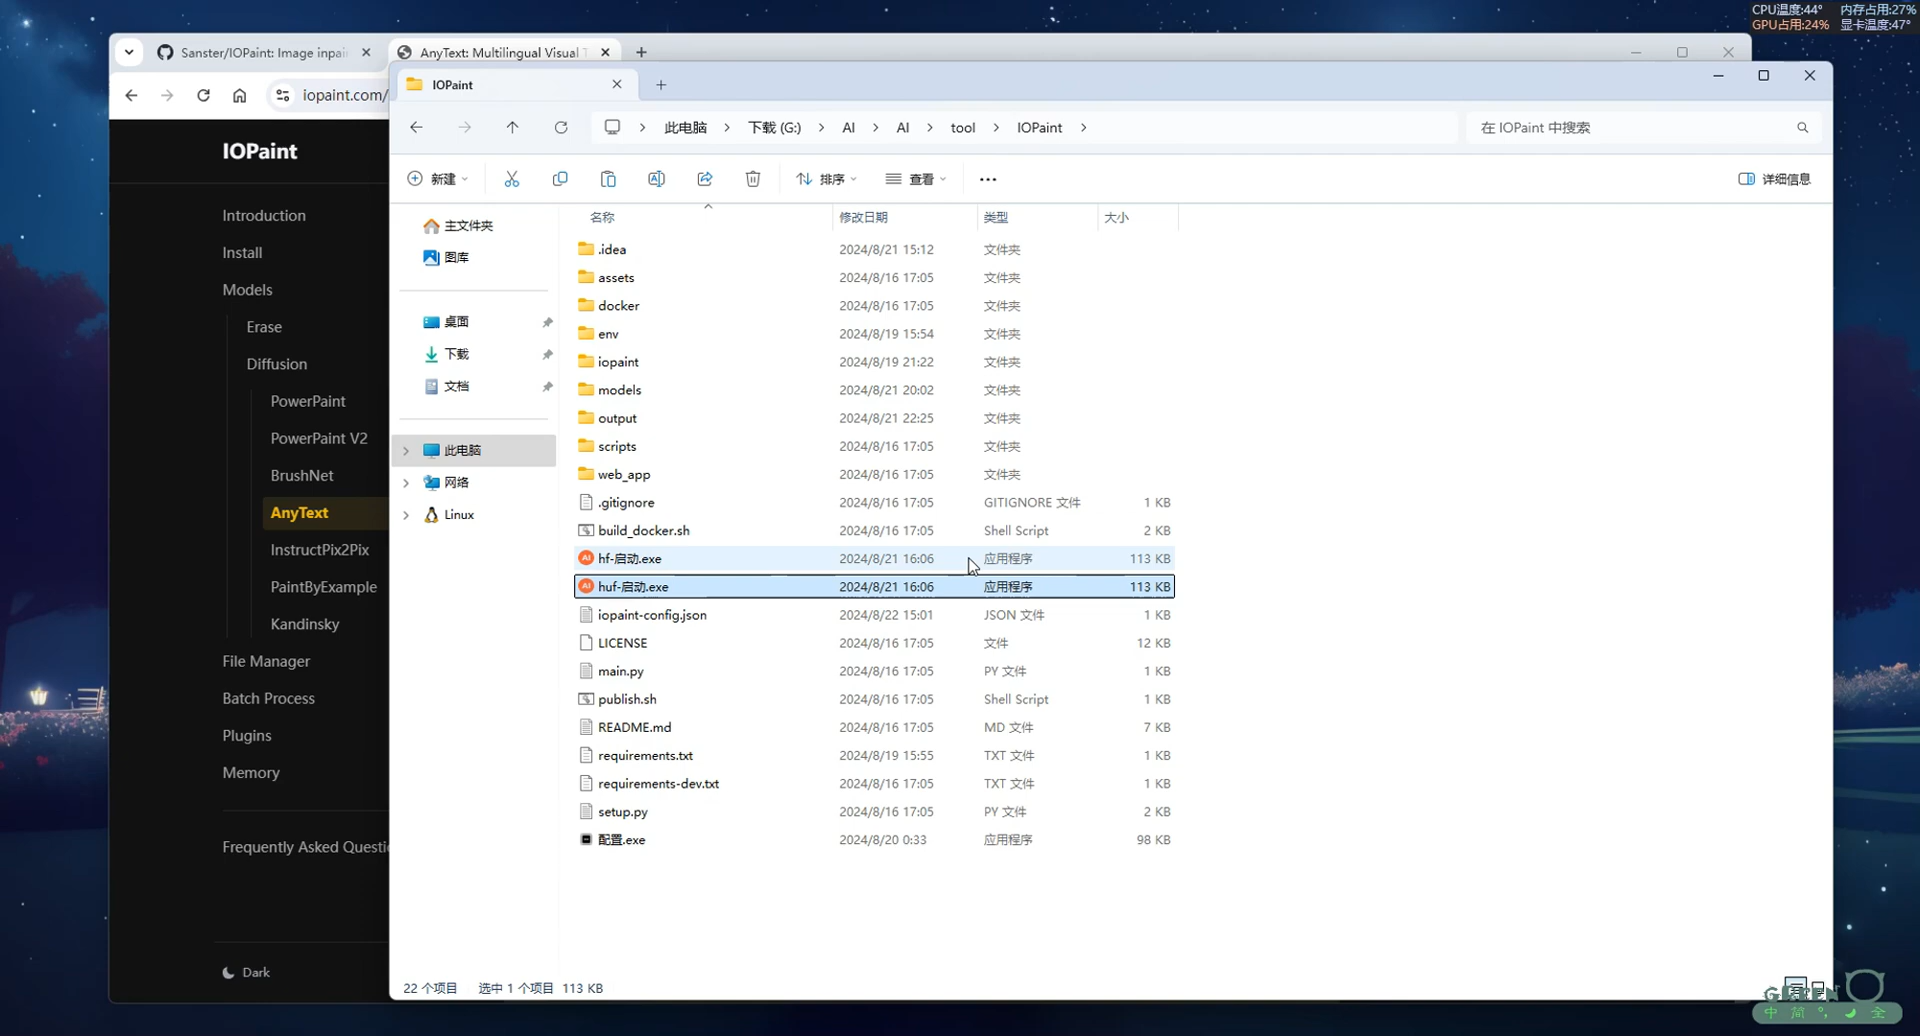 CPU温度:44° 内存占用:27%
GPU占用:24% 显卡温度:47°
Sanster/IOPaint: Image inpai
AnyText: Multilingual Visual T
iopaint.com/
IOPaint
Introduction
Install
Models
Erase
Diffusion
PowerPaint
PowerPaint V2
BrushNet
AnyText
InstructPix2Pix
PaintByExample
Kandinsky
File Manager
Batch Process
Plugins
Memory
Frequently Asked Questi
Dark
IOPaint
此电脑 下载 (G:) AI AI tool IOPaint
在 IOPaint 中搜索
新建 排序 查看 详细信息
主文件夹
图库
桌面
下载
文档
此电脑
网络
Linux
名称 修改日期 类型 大小
.idea 2024/8/21 15:12 文件夹
assets 2024/8/16 17:05 文件夹
docker 2024/8/16 17:05 文件夹
env 2024/8/19 15:54 文件夹
iopaint 2024/8/19 21:22 文件夹
models 2024/8/21 20:02 文件夹
output 2024/8/21 22:25 文件夹
scripts 2024/8/16 17:05 文件夹
web_app 2024/8/16 17:05 文件夹
.gitignore 2024/8/16 17:05 GITIGNORE 文件 1 KB
build_docker.sh 2024/8/16 17:05 Shell Script 2 KB
AI hf-启动.exe 2024/8/21 16:06 应用程序 113 KB
AI huf-启动.exe 2024/8/21 16:06 应用程序 113 KB
iopaint-config.json 2024/8/22 15:01 JSON 文件 1 KB
LICENSE 2024/8/16 17:05 文件 12 KB
main.py 2024/8/16 17:05 PY 文件 1 KB
publish.sh 2024/8/16 17:05 Shell Script 1 KB
README.md 2024/8/16 17:05 MD 文件 7 KB
requirements.txt 2024/8/19 15:55 TXT 文件 1 KB
requirements-dev.txt 2024/8/16 17:05 TXT 文件 1 KB
setup.py 2024/8/16 17:05 PY 文件 2 KB
配置.exe 2024/8/20 0:33 应用程序 98 KB
22 个项目 选中 1 个项目 113 KB
GREEN
中 简 °, 全